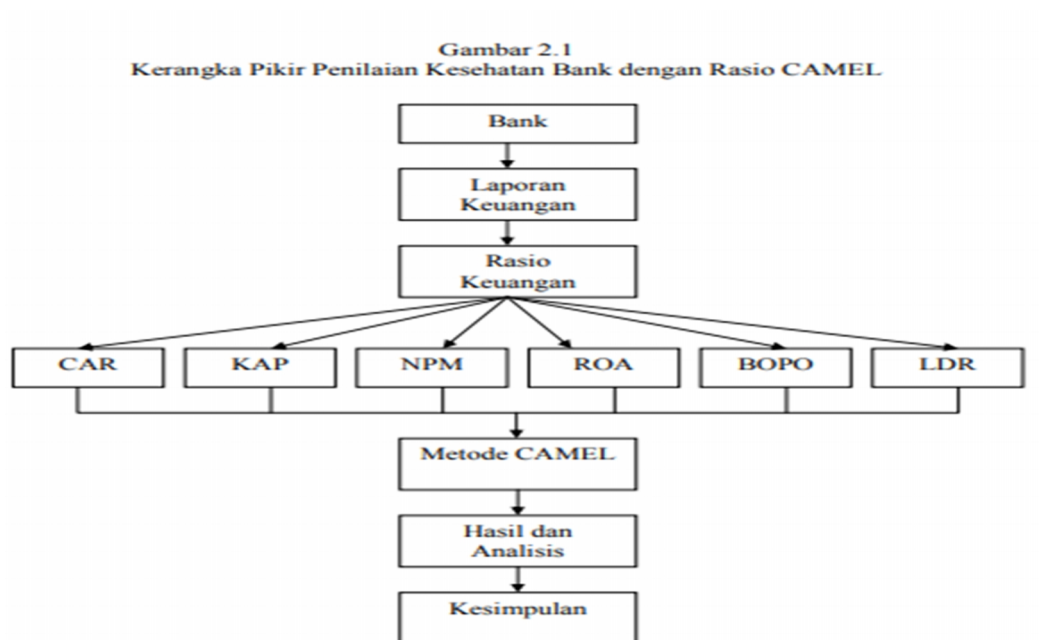 Gambar 2.1
Kerangka Pikir Penilaian Kesehatan Bank dengan Rasio CAMEL
Bank
Laporan
Keuangan
Rasio
Keuangan
CAR
KAP
NPM
ROA
BOPO
LDR
Metode CAMEL
Hasil dan
Analisis
Kesimpulan